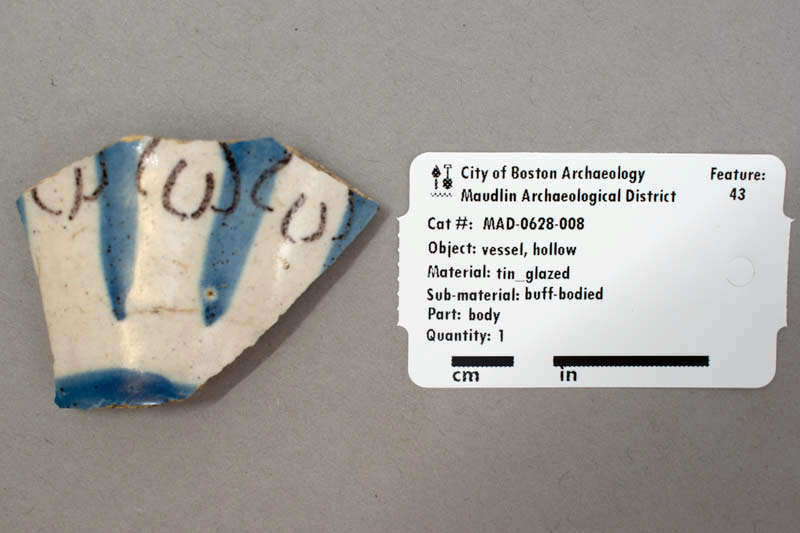 City of Boston Archaeology
Maudlin Archaeological District
Feature:
43
Cat #: MAD-0628-008
Object: vessel, hollow
Material: tin_glazed
Sub-material: buff-bodied
Part: body
Quantity: 1
cm in